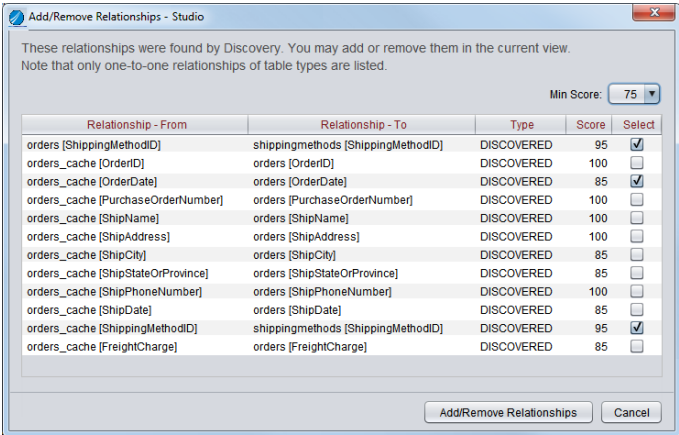 Add/Remove Relationships - Studio
These relationships were found by Discovery. You may add or remove them in the current view.
Note that only one-to-one relationships of table types are listed.
Min Score: 75
Relationship - From Relationship - To Type Score Select
orders [ShippingMethodID] shippingmethods [ShippingMethodID] DISCOVERED 95
orders_cache [OrderID] orders [OrderID] DISCOVERED 100
orders_cache [OrderDate] orders [OrderDate] DISCOVERED 85
orders_cache [PurchaseOrderNumber] orders [PurchaseOrderNumber] DISCOVERED 100
orders_cache [ShipName] orders [ShipName] DISCOVERED 100
orders_cache [ShipAddress] orders [ShipAddress] DISCOVERED 100
orders_cache [ShipCity] orders [ShipCity] DISCOVERED 85
orders_cache [ShipStateOrProvince] orders [ShipStateOrProvince] DISCOVERED 85
orders_cache [ShipPhoneNumber] orders [ShipPhoneNumber] DISCOVERED 100
orders_cache [ShipDate] orders [ShipDate] DISCOVERED 85
orders_cache [ShippingMethodID] shippingmethods [ShippingMethodID] DISCOVERED 95
orders_cache [FreightCharge] orders [FreightCharge] DISCOVERED 85
Add/Remove Relationships Cancel